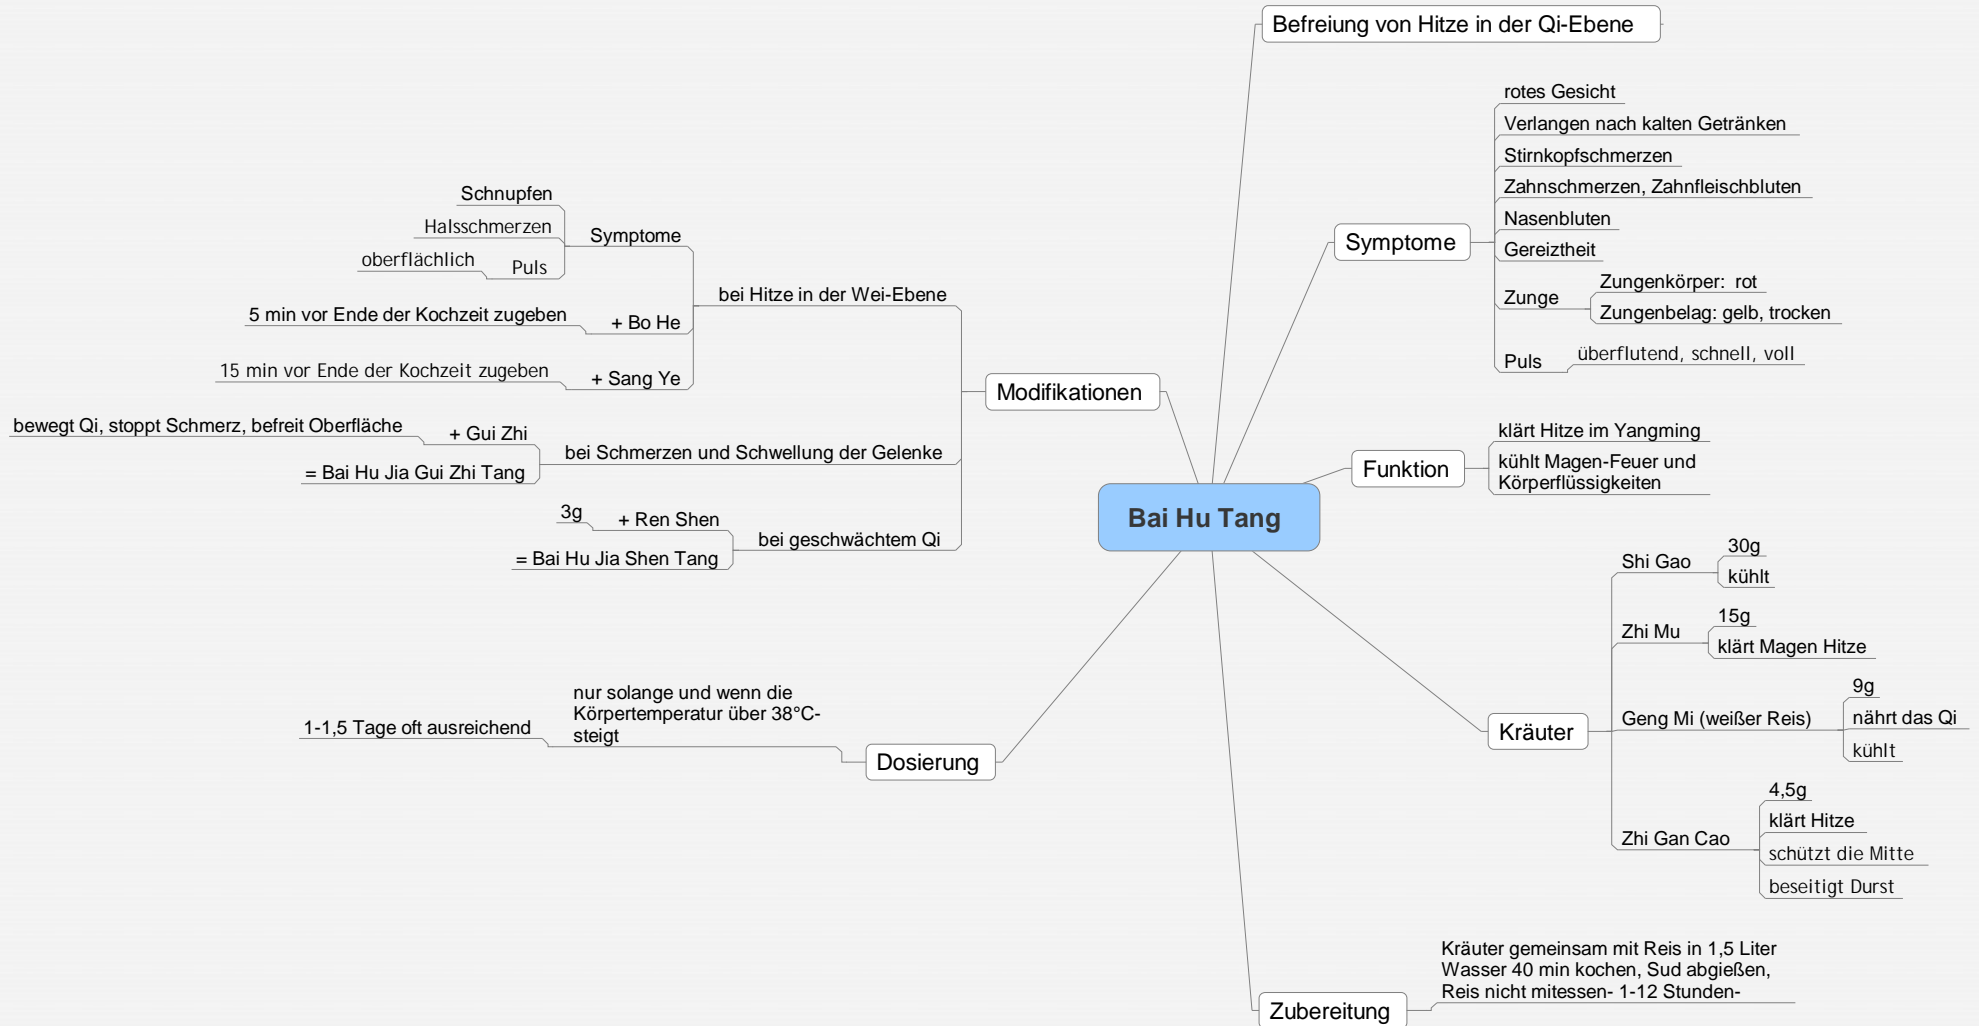 Bai Hu Tang
Befreiung von Hitze in der Qi-Ebene
Symptome
rotes Gesicht
Verlangen nach kalten Getränken
Stirnkopfschmerzen
Zahnschmerzen, Zahnfleischbluten
Nasenbluten
Gereiztheit
Zunge
Zungenkörper: rot
Zungenbelag: gelb, trocken
Puls
überflutend, schnell, voll
Funktion
klärt Hitze im Yangming
kühlt Magen-Feuer und
Körperflüssigkeiten
Kräuter
Shi Gao
30g
kühlt
Zhi Mu
15g
klärt Magen Hitze
Geng Mi (weißer Reis)
9g
nährt das Qi
kühlt
Zhi Gan Cao
4,5g
klärt Hitze
schützt die Mitte
beseitigt Durst
Zubereitung
Kräuter gemeinsam mit Reis in 1,5 Liter
Wasser 40 min kochen, Sud abgießen,
Reis nicht mitessen- 1-12 Stunden-
Dosierung
nur solange und wenn die
Körpertemperatur über 38°C-
steigt
1-1,5 Tage oft ausreichend
Modifikationen
bei Hitze in der Wei-Ebene
Symptome
Schnupfen
Halsschmerzen
Puls
oberflächlich
+ Bo He
5 min vor Ende der Kochzeit zugeben
+ Sang Ye
15 min vor Ende der Kochzeit zugeben
bei Schmerzen und Schwellung der Gelenke
+ Gui Zhi
bewegt Qi, stoppt Schmerz, befreit Oberfläche
= Bai Hu Jia Gui Zhi Tang
bei geschwächtem Qi
+ Ren Shen
3g
= Bai Hu Jia Shen Tang